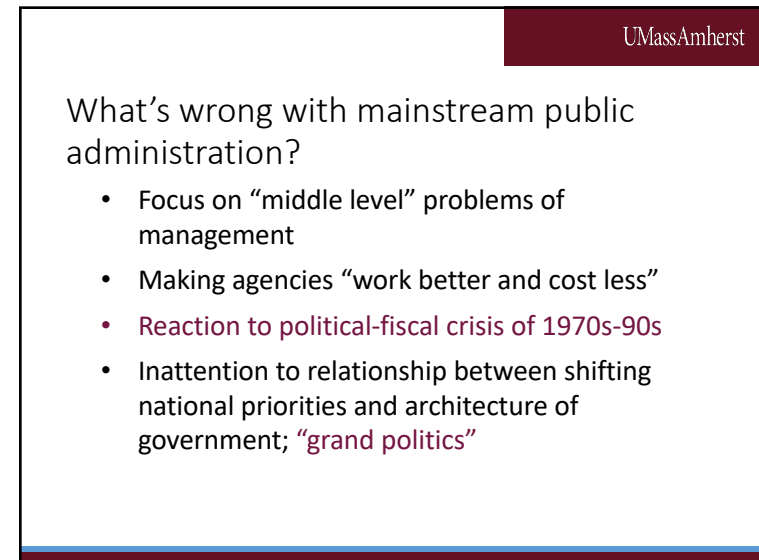 UMassAmherst
What’s wrong with mainstream public
administration?
• Focus on “middle level” problems of
management
• Making agencies “work better and cost less”
• Reaction to political-fiscal crisis of 1970s-90s
• Inattention to relationship between shifting
national priorities and architecture of
government; “grand politics”